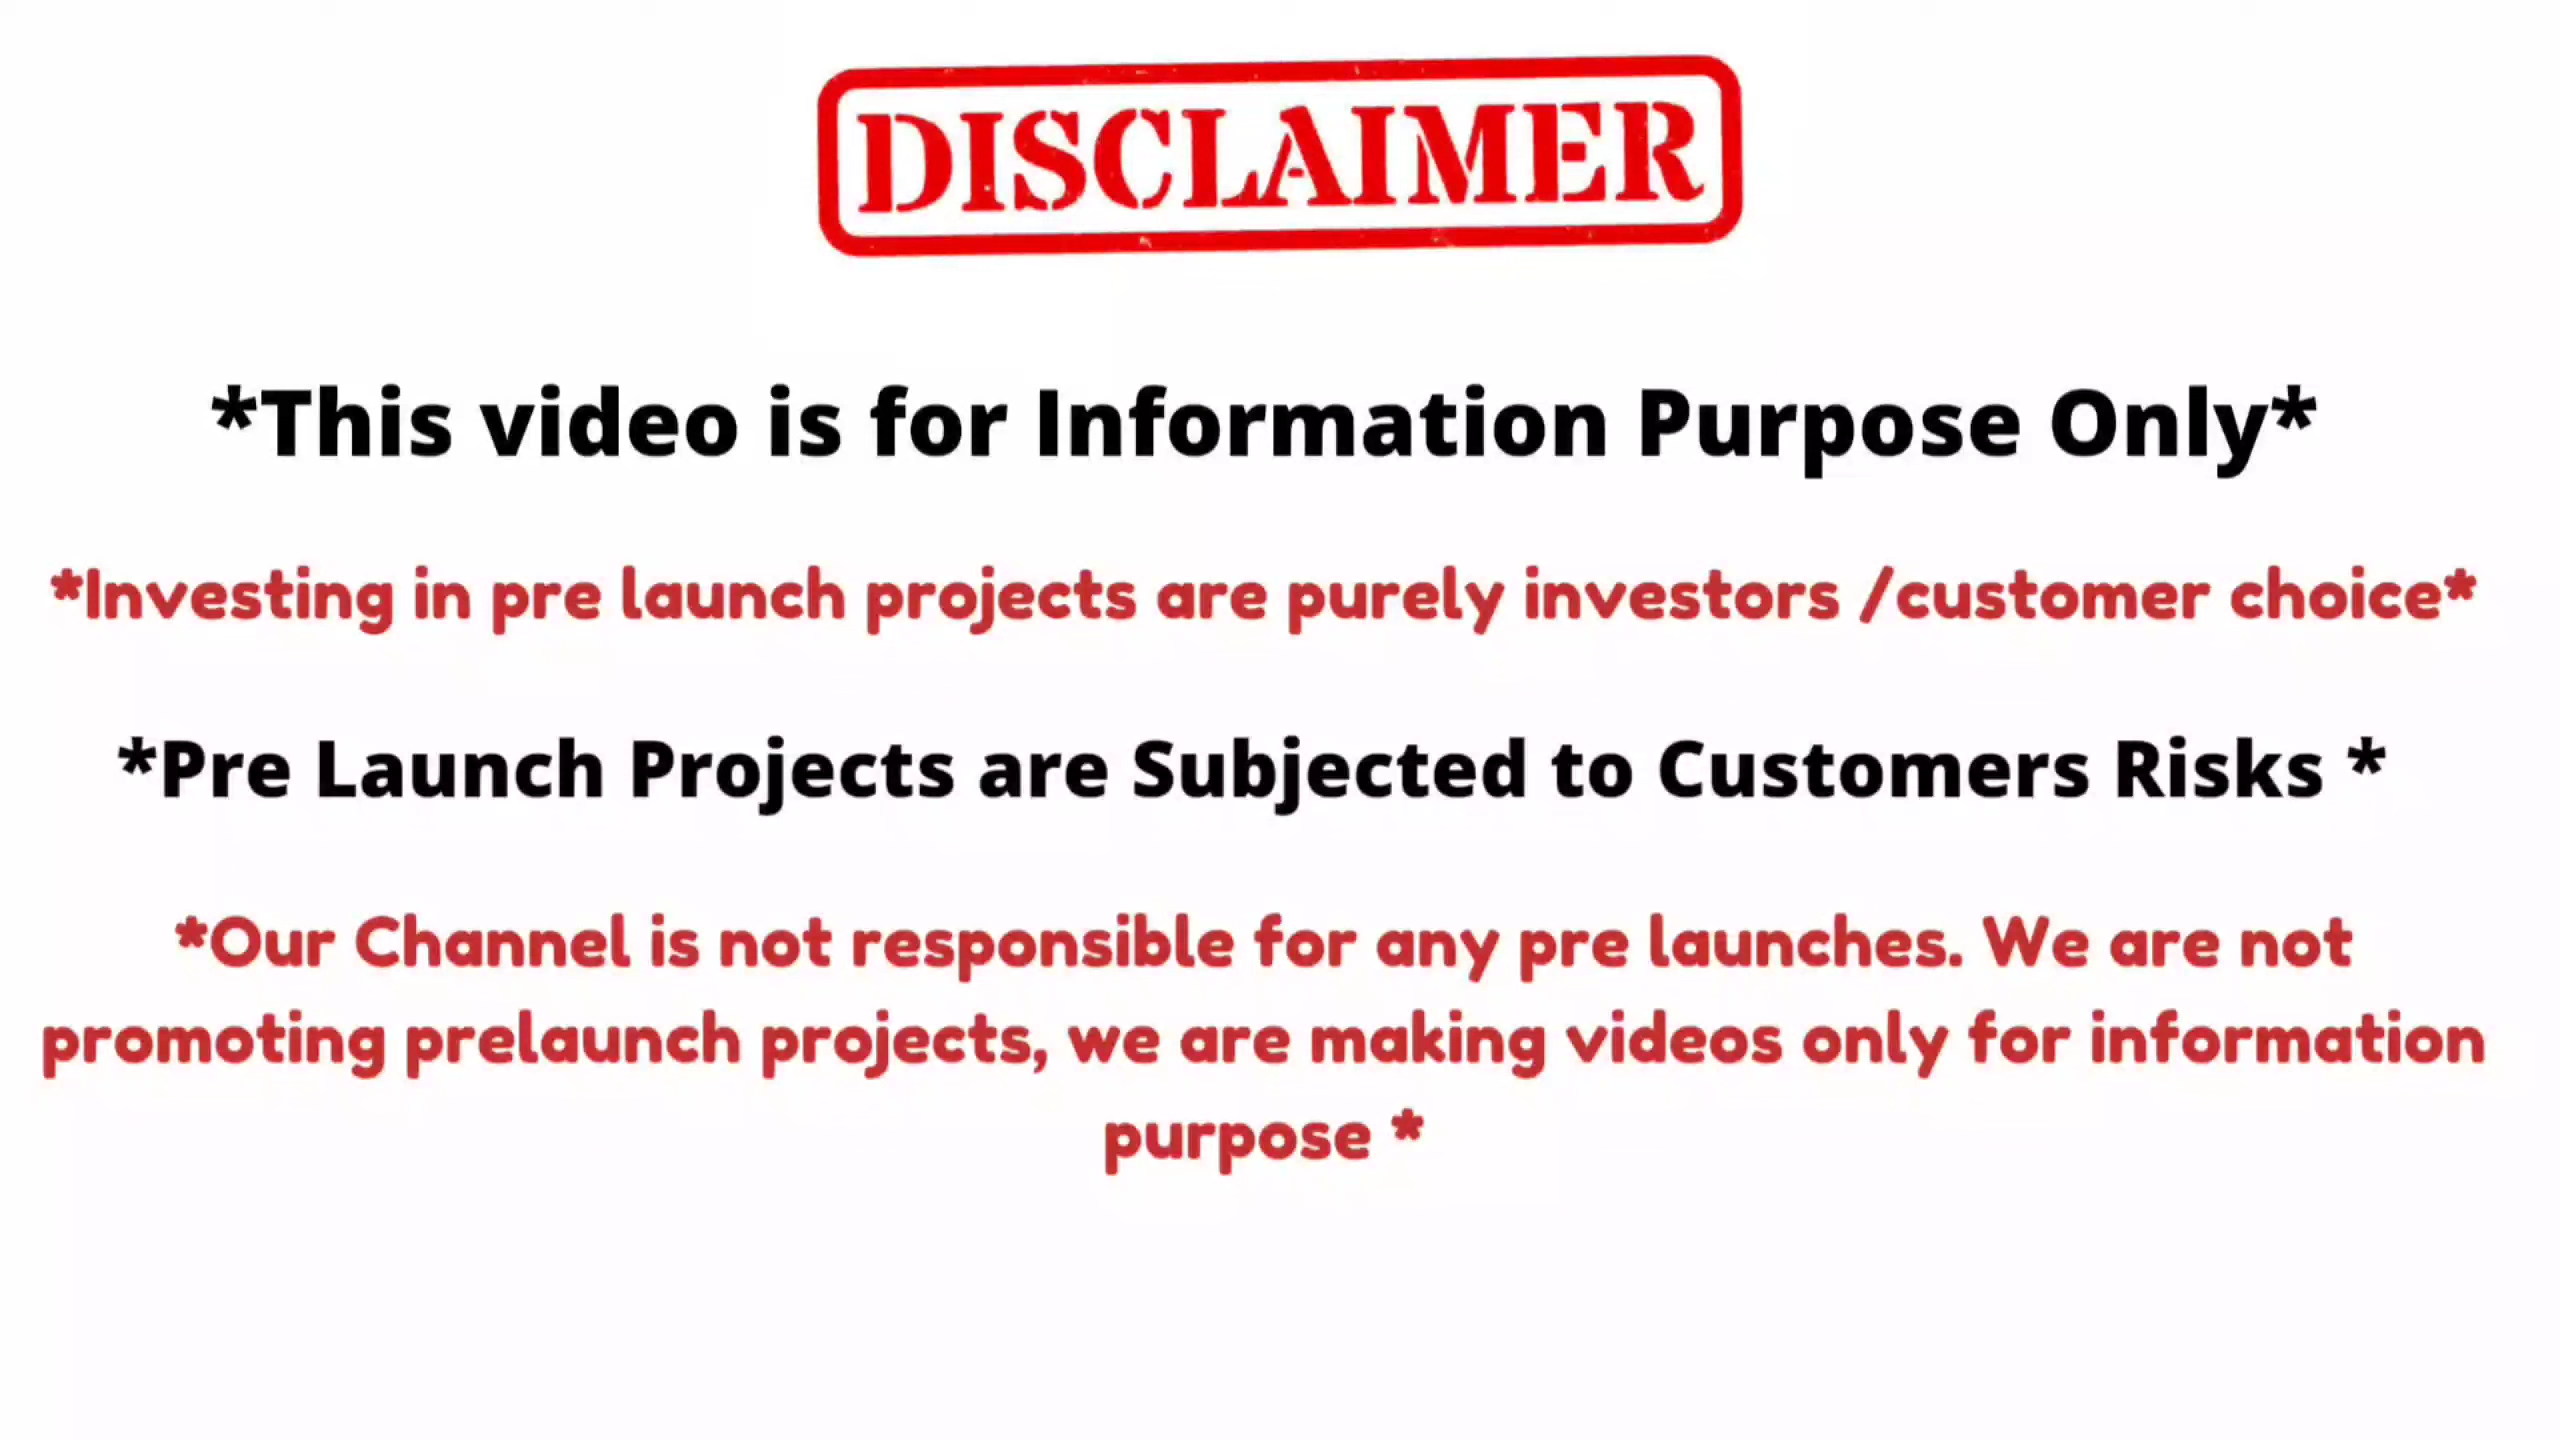 DISCLAIMER
*This video is for Information Purpose Only*
*Investing in pre launch projects are purely investors /customer choice*
*Pre Launch Projects are Subjected to Customers Risks *
*Our Channel is not responsible for any pre launches. We are not
promoting prelaunch projects, we are making videos only for information
purpose *